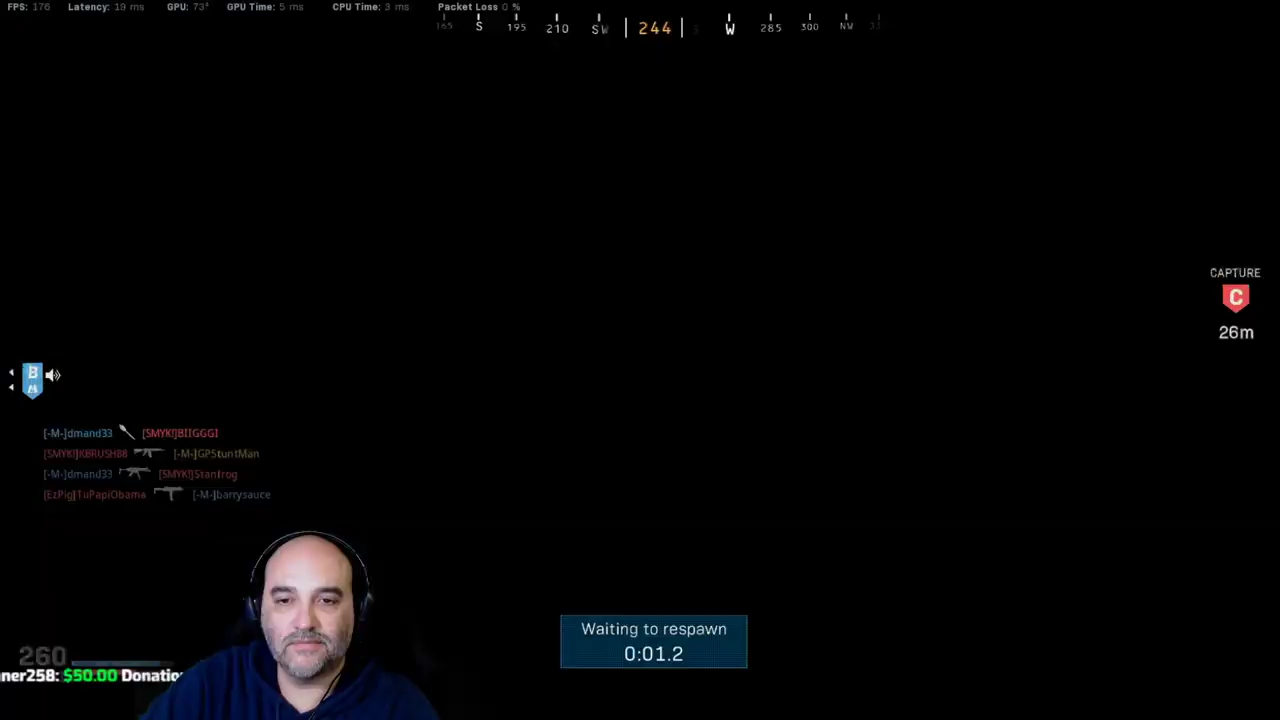 FPS: 176 Latency: 19 ms GPU: 73° GPU Time: 5 ms CPU Time: 3 ms Packet Loss 0 %
165 S 195 210 SW 244 W 285 300 NW
CAPTURE
C
26m
B
[-M-]dmand33 [SMYK!]BIIGGGI
[SMYK!]KBRUSH88 [-M-]GPStuntMan
[-M-]dmand33 [SMYK!]Stanfrog
[EzPig]TuPapiObama [-M-]barrysauce
Waiting to respawn
0:01.2
260
ner258: $50.00 Donatio